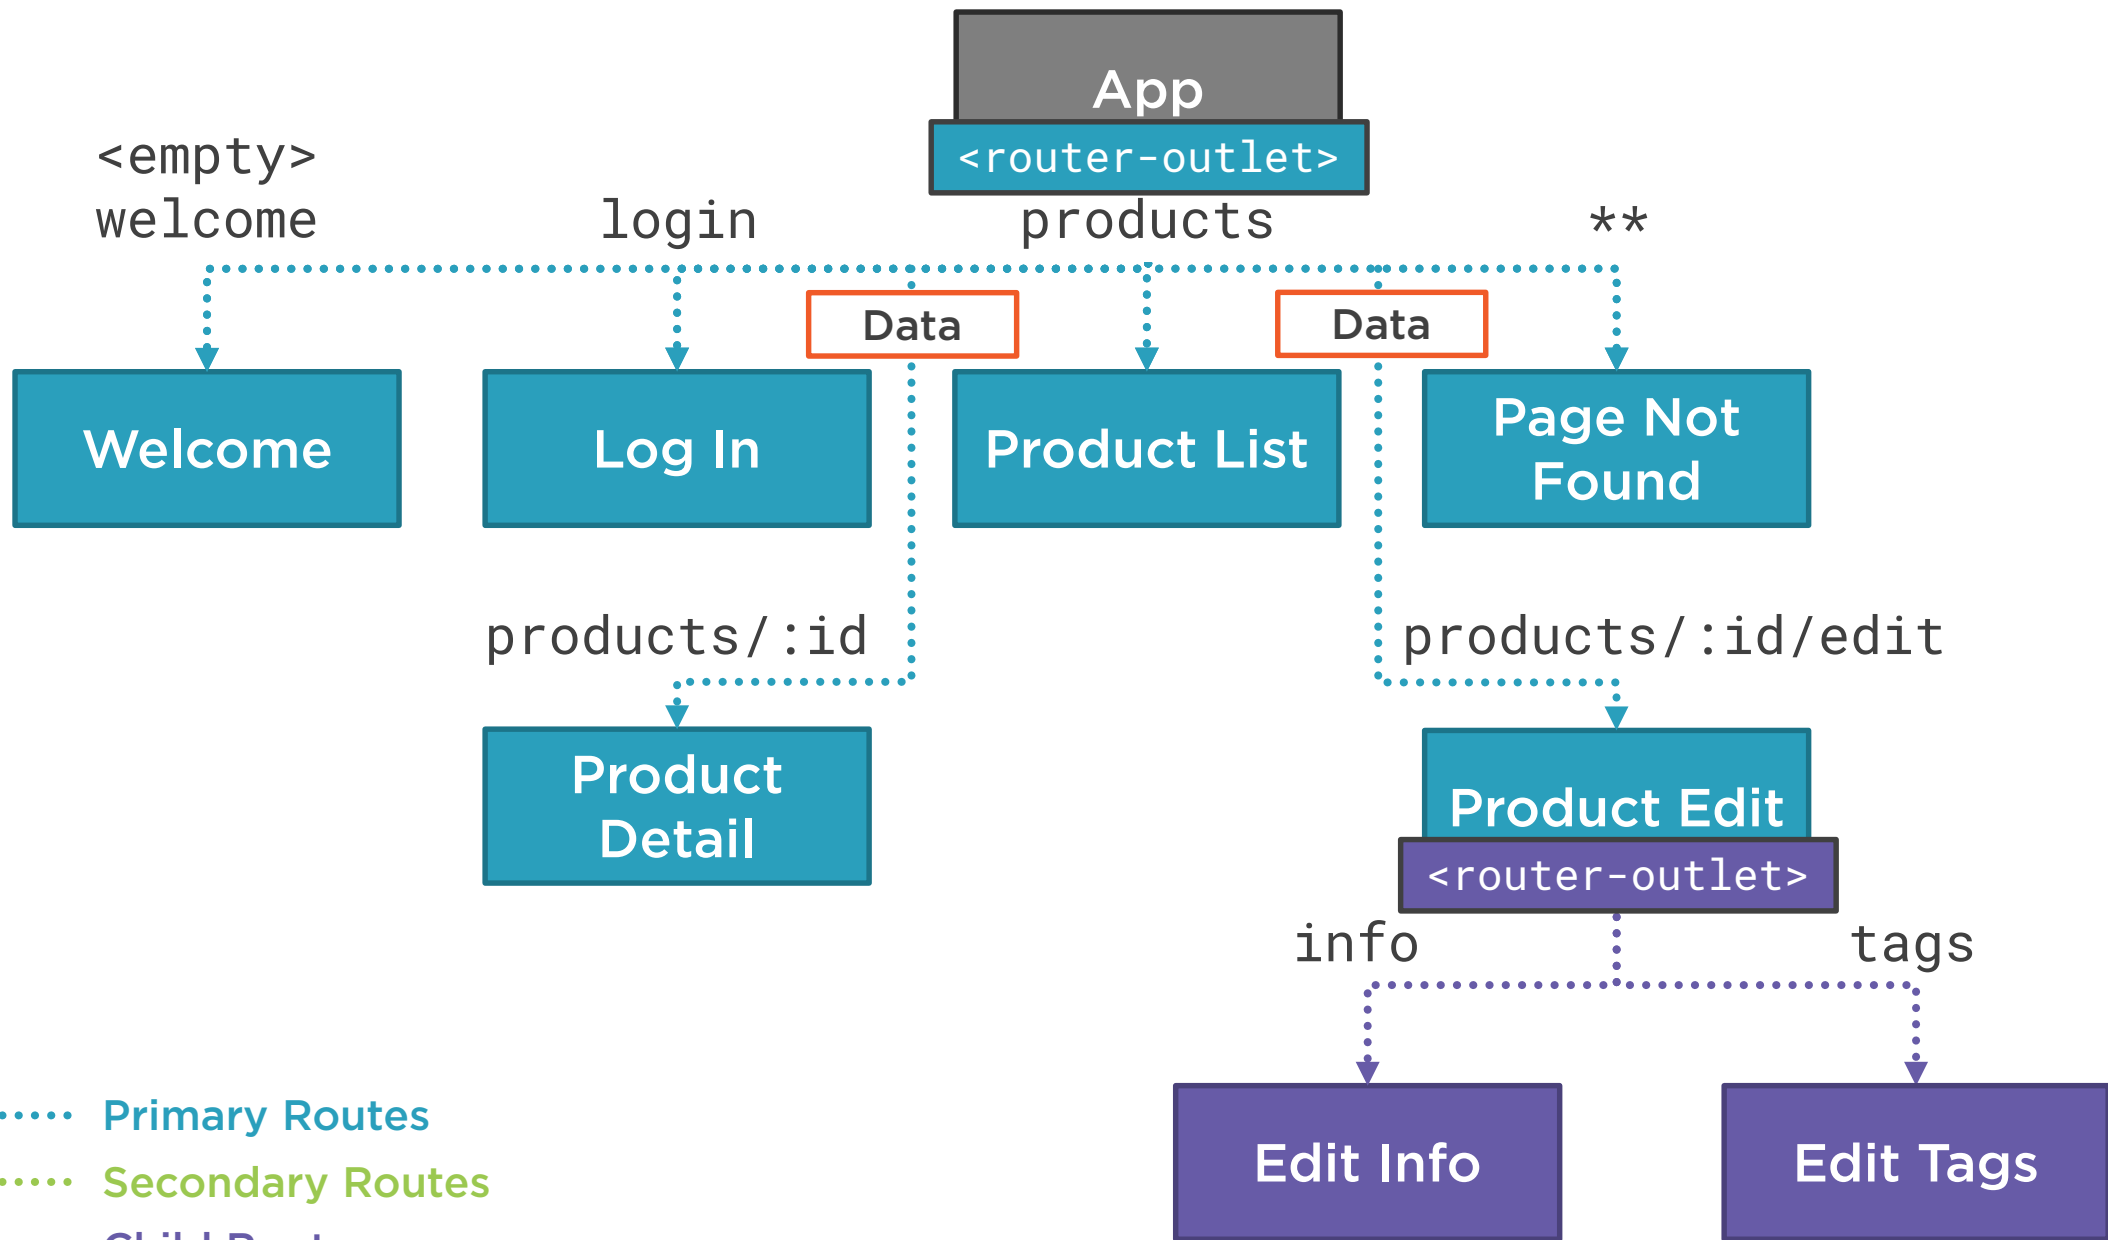 App
<router-outlet>
<empty>
welcome
login
products
**
Data
Data
Welcome
Log In
Product List
Page Not
Found
products/:id
products/:id/edit
Product
Detail
Product Edit
<router-outlet>
info
tags
Edit Info
Edit Tags
Primary Routes
Secondary Routes